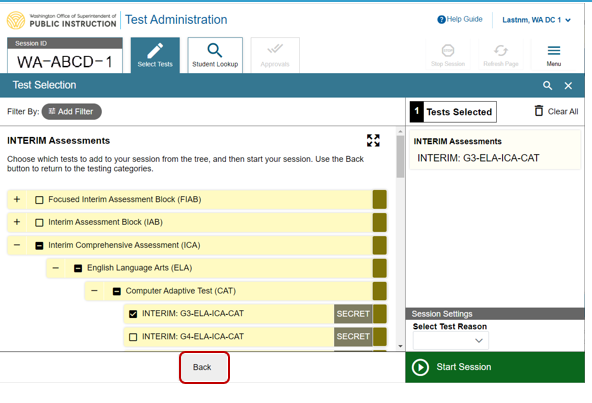 Washington Office of Superintendent of
PUBLIC INSTRUCTION
Test Administration
Help Guide
Lastnm, WA DC 1
Session ID
WA-ABCD-1
Select Tests
Student Lookup
Approvals
Stop Session
Refresh Page
Menu
Test Selection
Filter By:
Add Filter
1 Tests Selected
Clear All
INTERIM Assessments
Choose which tests to add to your session from the tree, and then start your session. Use the Back
button to return to the testing categories.
INTERIM Assessments
INTERIM: G3-ELA-ICA-CAT
+ Focused Interim Assessment Block (FIAB)
+ Interim Assessment Block (IAB)
− Interim Comprehensive Assessment (ICA)
− English Language Arts (ELA)
− Computer Adaptive Test (CAT)
INTERIM: G3-ELA-ICA-CAT SECRET
INTERIM: G4-ELA-ICA-CAT SECRET
Session Settings
Select Test Reason
Back
Start Session